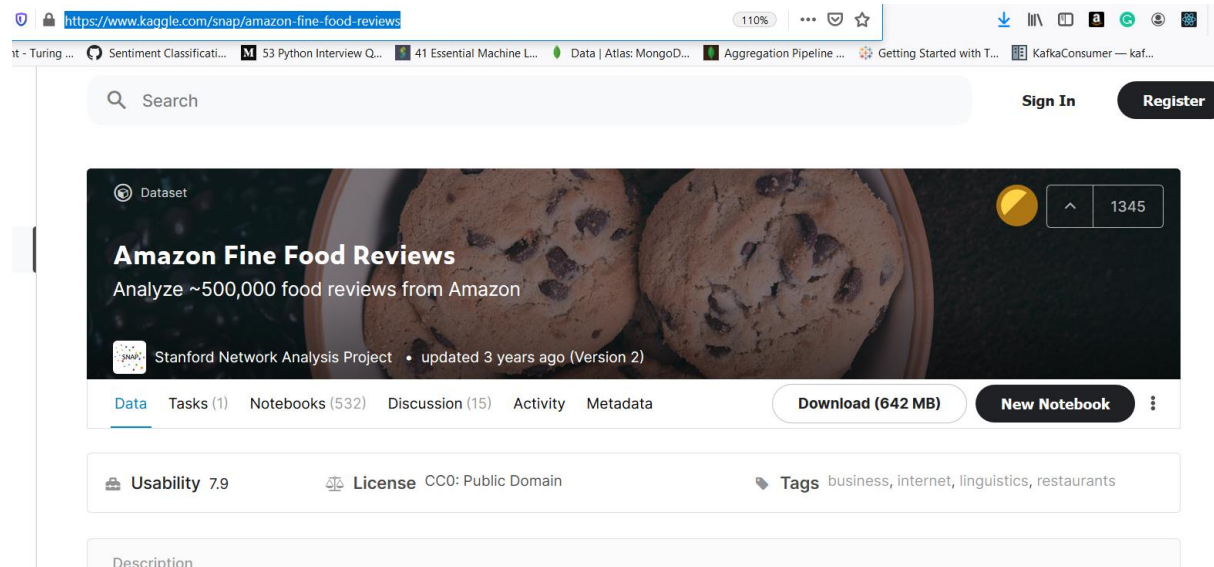 https://www.kaggle.com/snap/amazon-fine-food-reviews 110%
nt - Turing ... Sentiment Classificati... 53 Python Interview Q... 41 Essential Machine L... Data | Atlas: MongoD... Aggregation Pipeline ... Getting Started with T... KafkaConsumer — kaf...
Search Sign In Register
Dataset
1345
Amazon Fine Food Reviews
Analyze ~500,000 food reviews from Amazon
SNAP Stanford Network Analysis Project • updated 3 years ago (Version 2)
Data Tasks (1) Notebooks (532) Discussion (15) Activity Metadata Download (642 MB) New Notebook
Usability 7.9 License CC0: Public Domain Tags business, internet, linguistics, restaurants
Description